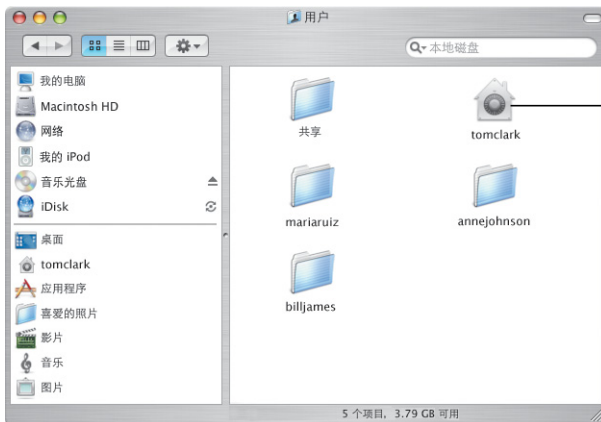 用户
本地磁盘
我的电脑
Macintosh HD
网络
我的 iPod
音乐光盘
iDisk
桌面
tomclark
应用程序
喜爱的照片
影片
音乐
图片
共享
tomclark
mariaruiz
annejohnson
billjames
5 个项目, 3.79 GB 可用